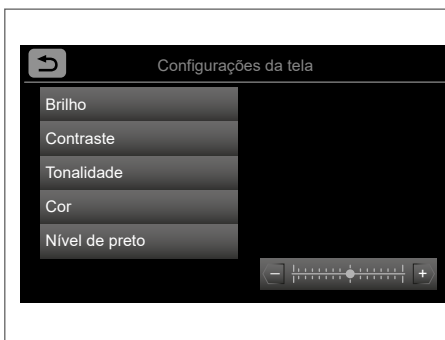 Configurações da tela
Brilho
Contraste
Tonalidade
Cor
Nível de preto
− +